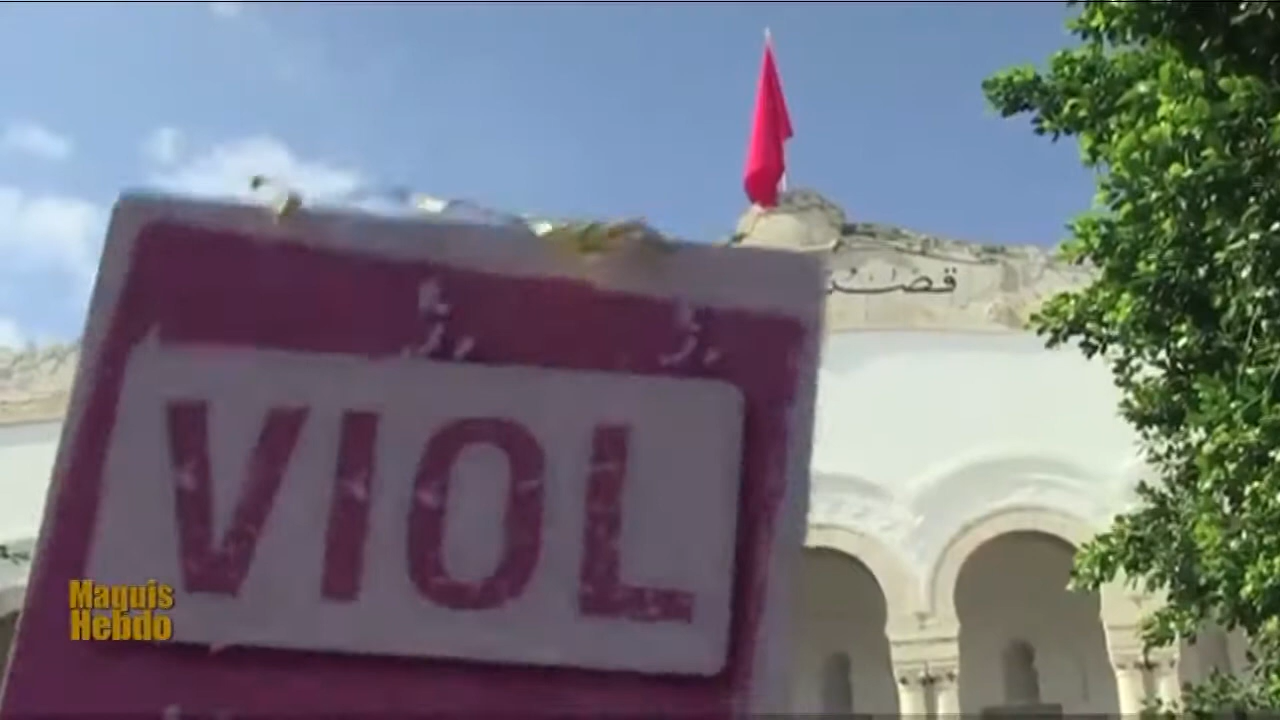 قصر
VIOL
Maquis
Hebdo